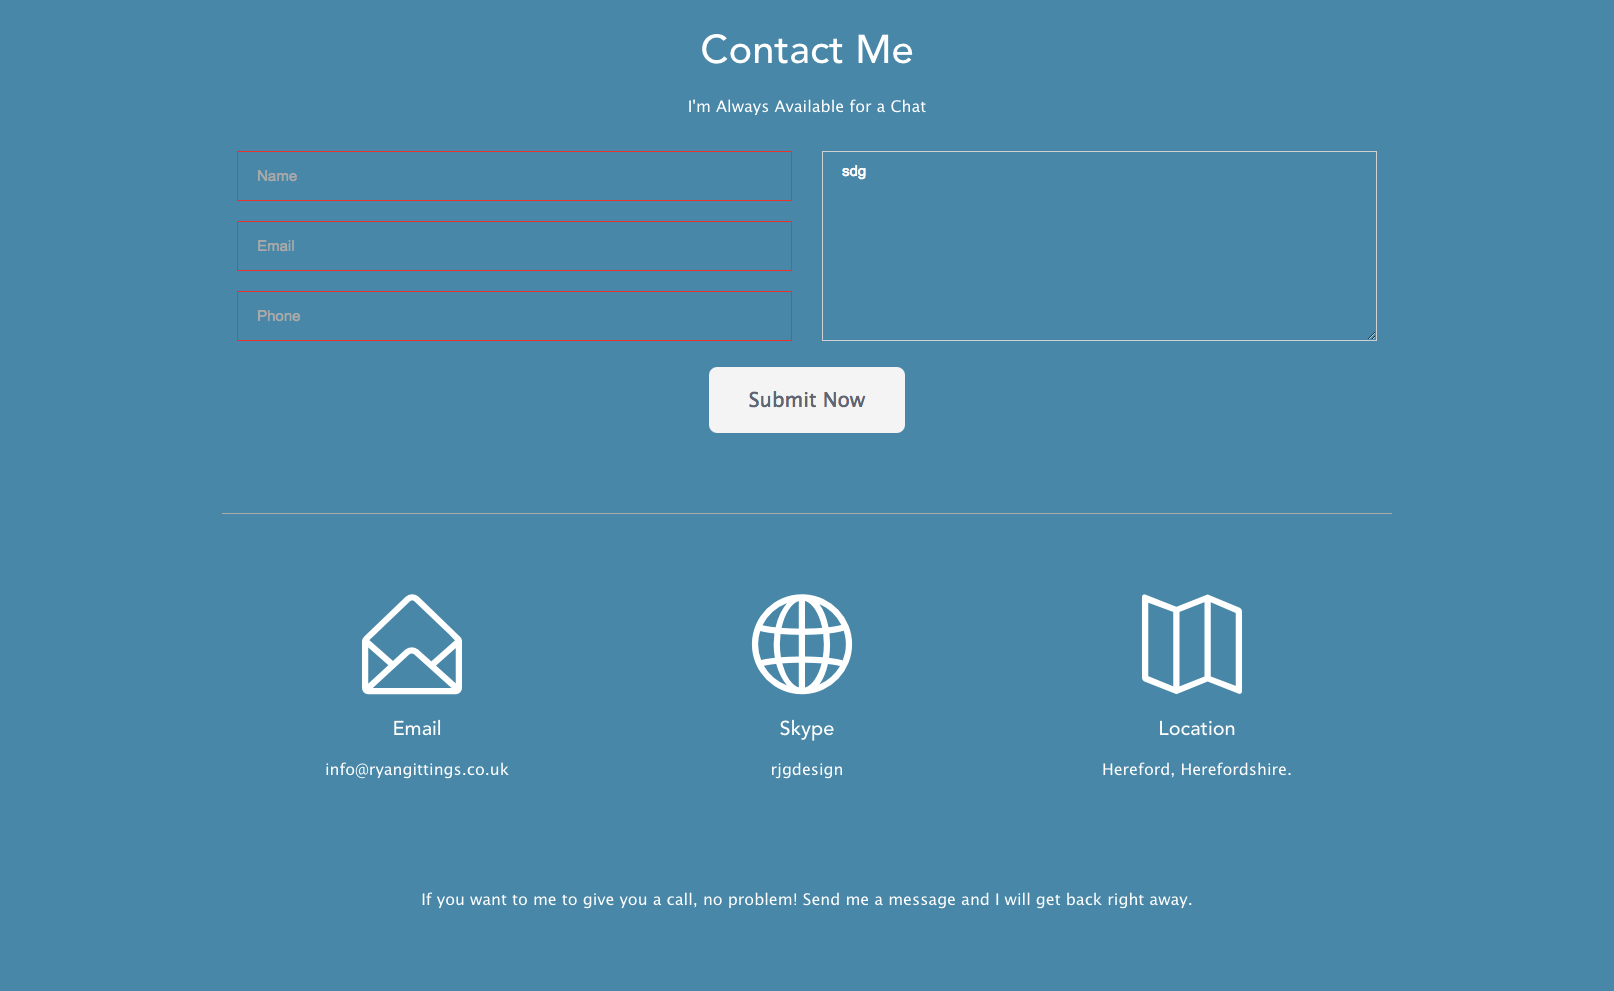 Contact Me
I'm Always Available for a Chat
Name
sdg
Email
Phone
Submit Now
Email
Skype
Location
info@ryangittings.co.uk
rjgdesign
Hereford, Herefordshire.
If you want to me to give you a call, no problem! Send me a message and I will get back right away.